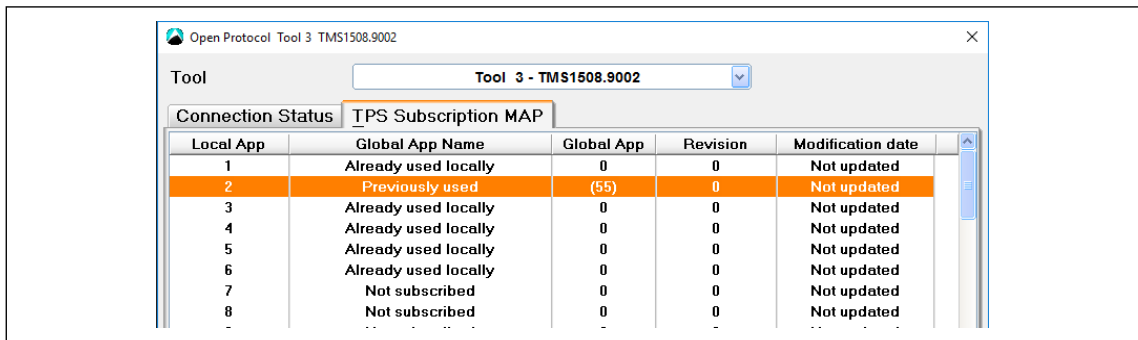 Open Protocol Tool 3 TMS1508.9002
Tool Tool 3 - TMS1508.9002
Connection Status TPS Subscription MAP
Local App Global App Name Global App Revision Modification date
1 Already used locally 0 0 Not updated
2 Previously used (55) 0 Not updated
3 Already used locally 0 0 Not updated
4 Already used locally 0 0 Not updated
5 Already used locally 0 0 Not updated
6 Already used locally 0 0 Not updated
7 Not subscribed 0 0 Not updated
8 Not subscribed 0 0 Not updated